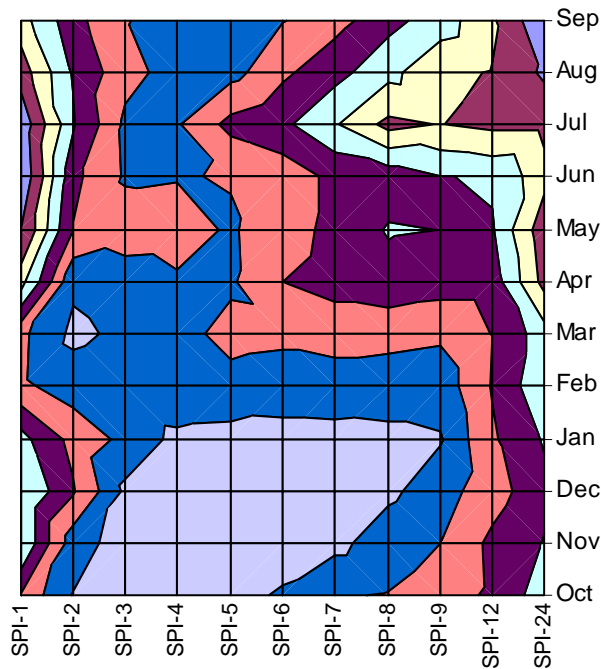 Sep
Aug
Jul
Jun
May
Apr
Mar
Feb
Jan
Dec
Nov
Oct
SPI-1
SPI-2
SPI-3
SPI-4
SPI-5
SPI-6
SPI-7
SPI-8
SPI-9
SPI-12
SPI-24